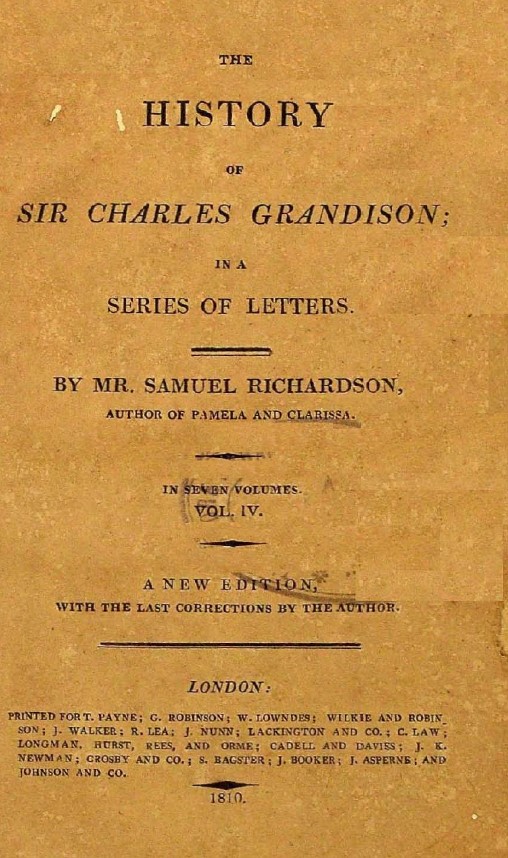 THE
HISTORY
OF
SIR CHARLES GRANDISON;
IN A
SERIES OF LETTERS.
BY MR. SAMUEL RICHARDSON,
AUTHOR OF PAMELA AND CLARISSA.
IN SEVEN VOLUMES.
VOL. IV.
A NEW EDITION,
WITH THE LAST CORRECTIONS BY THE AUTHOR.
LONDON:
PRINTED FOR T. PAYNE; G. ROBINSON; W. LOWNDES; WILKIE AND ROBIN-
SON; J. WALKER; R. LEA; J. NUNN; LACKINGTON AND CO.; C. LAW;
LONGMAN, HURST, REES, AND ORME; CADELL AND DAVIES; J. K.
NEWMAN; CROSBY AND CO.; S. BAGSTER; J. BOOKER; J. ASPERNE; AND
JOHNSON AND CO.
1810.